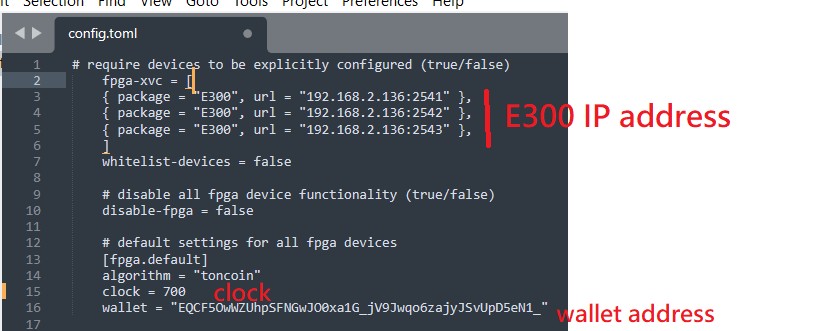 Selection Find View Goto Tools Project Preferences Help
config.toml
1 # require devices to be explicitly configured (true/false)
2 fpga-xvc = [
3 { package = "E300", url = "192.168.2.136:2541" },
4 { package = "E300", url = "192.168.2.136:2542" },
5 { package = "E300", url = "192.168.2.136:2543" },
E300 IP address
6 ]
7 whitelist-devices = false
8
9 # disable all fpga device functionality (true/false)
10 disable-fpga = false
11
12 # default settings for all fpga devices
13 [fpga.default]
14 algorithm = "toncoin"
15 clock = 700
clock
16 wallet = "EQCF5OwWZUhpSFNGwJO0xa1G_jV9Jwqo6zajyJSvUpD5eN1_"
wallet address
17